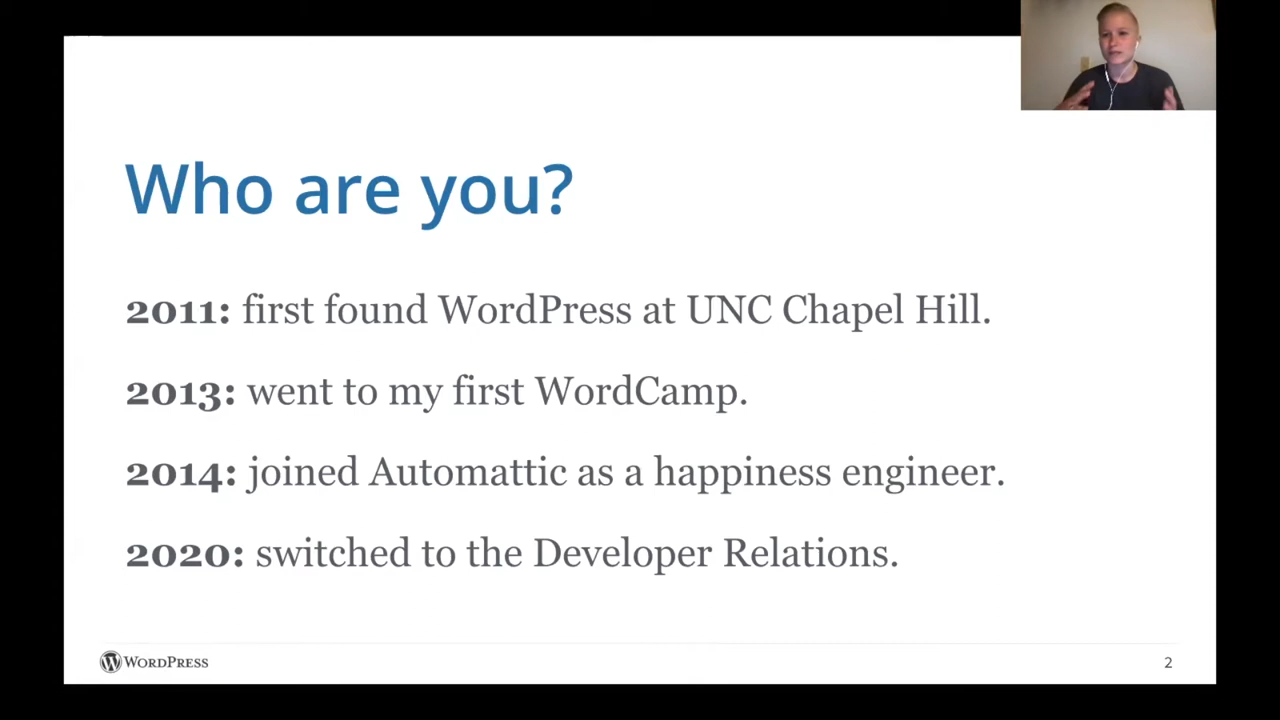 Who are you?
2011: first found WordPress at UNC Chapel Hill.
2013: went to my first WordCamp.
2014: joined Automattic as a happiness engineer.
2020: switched to the Developer Relations.
WORDPRESS
2